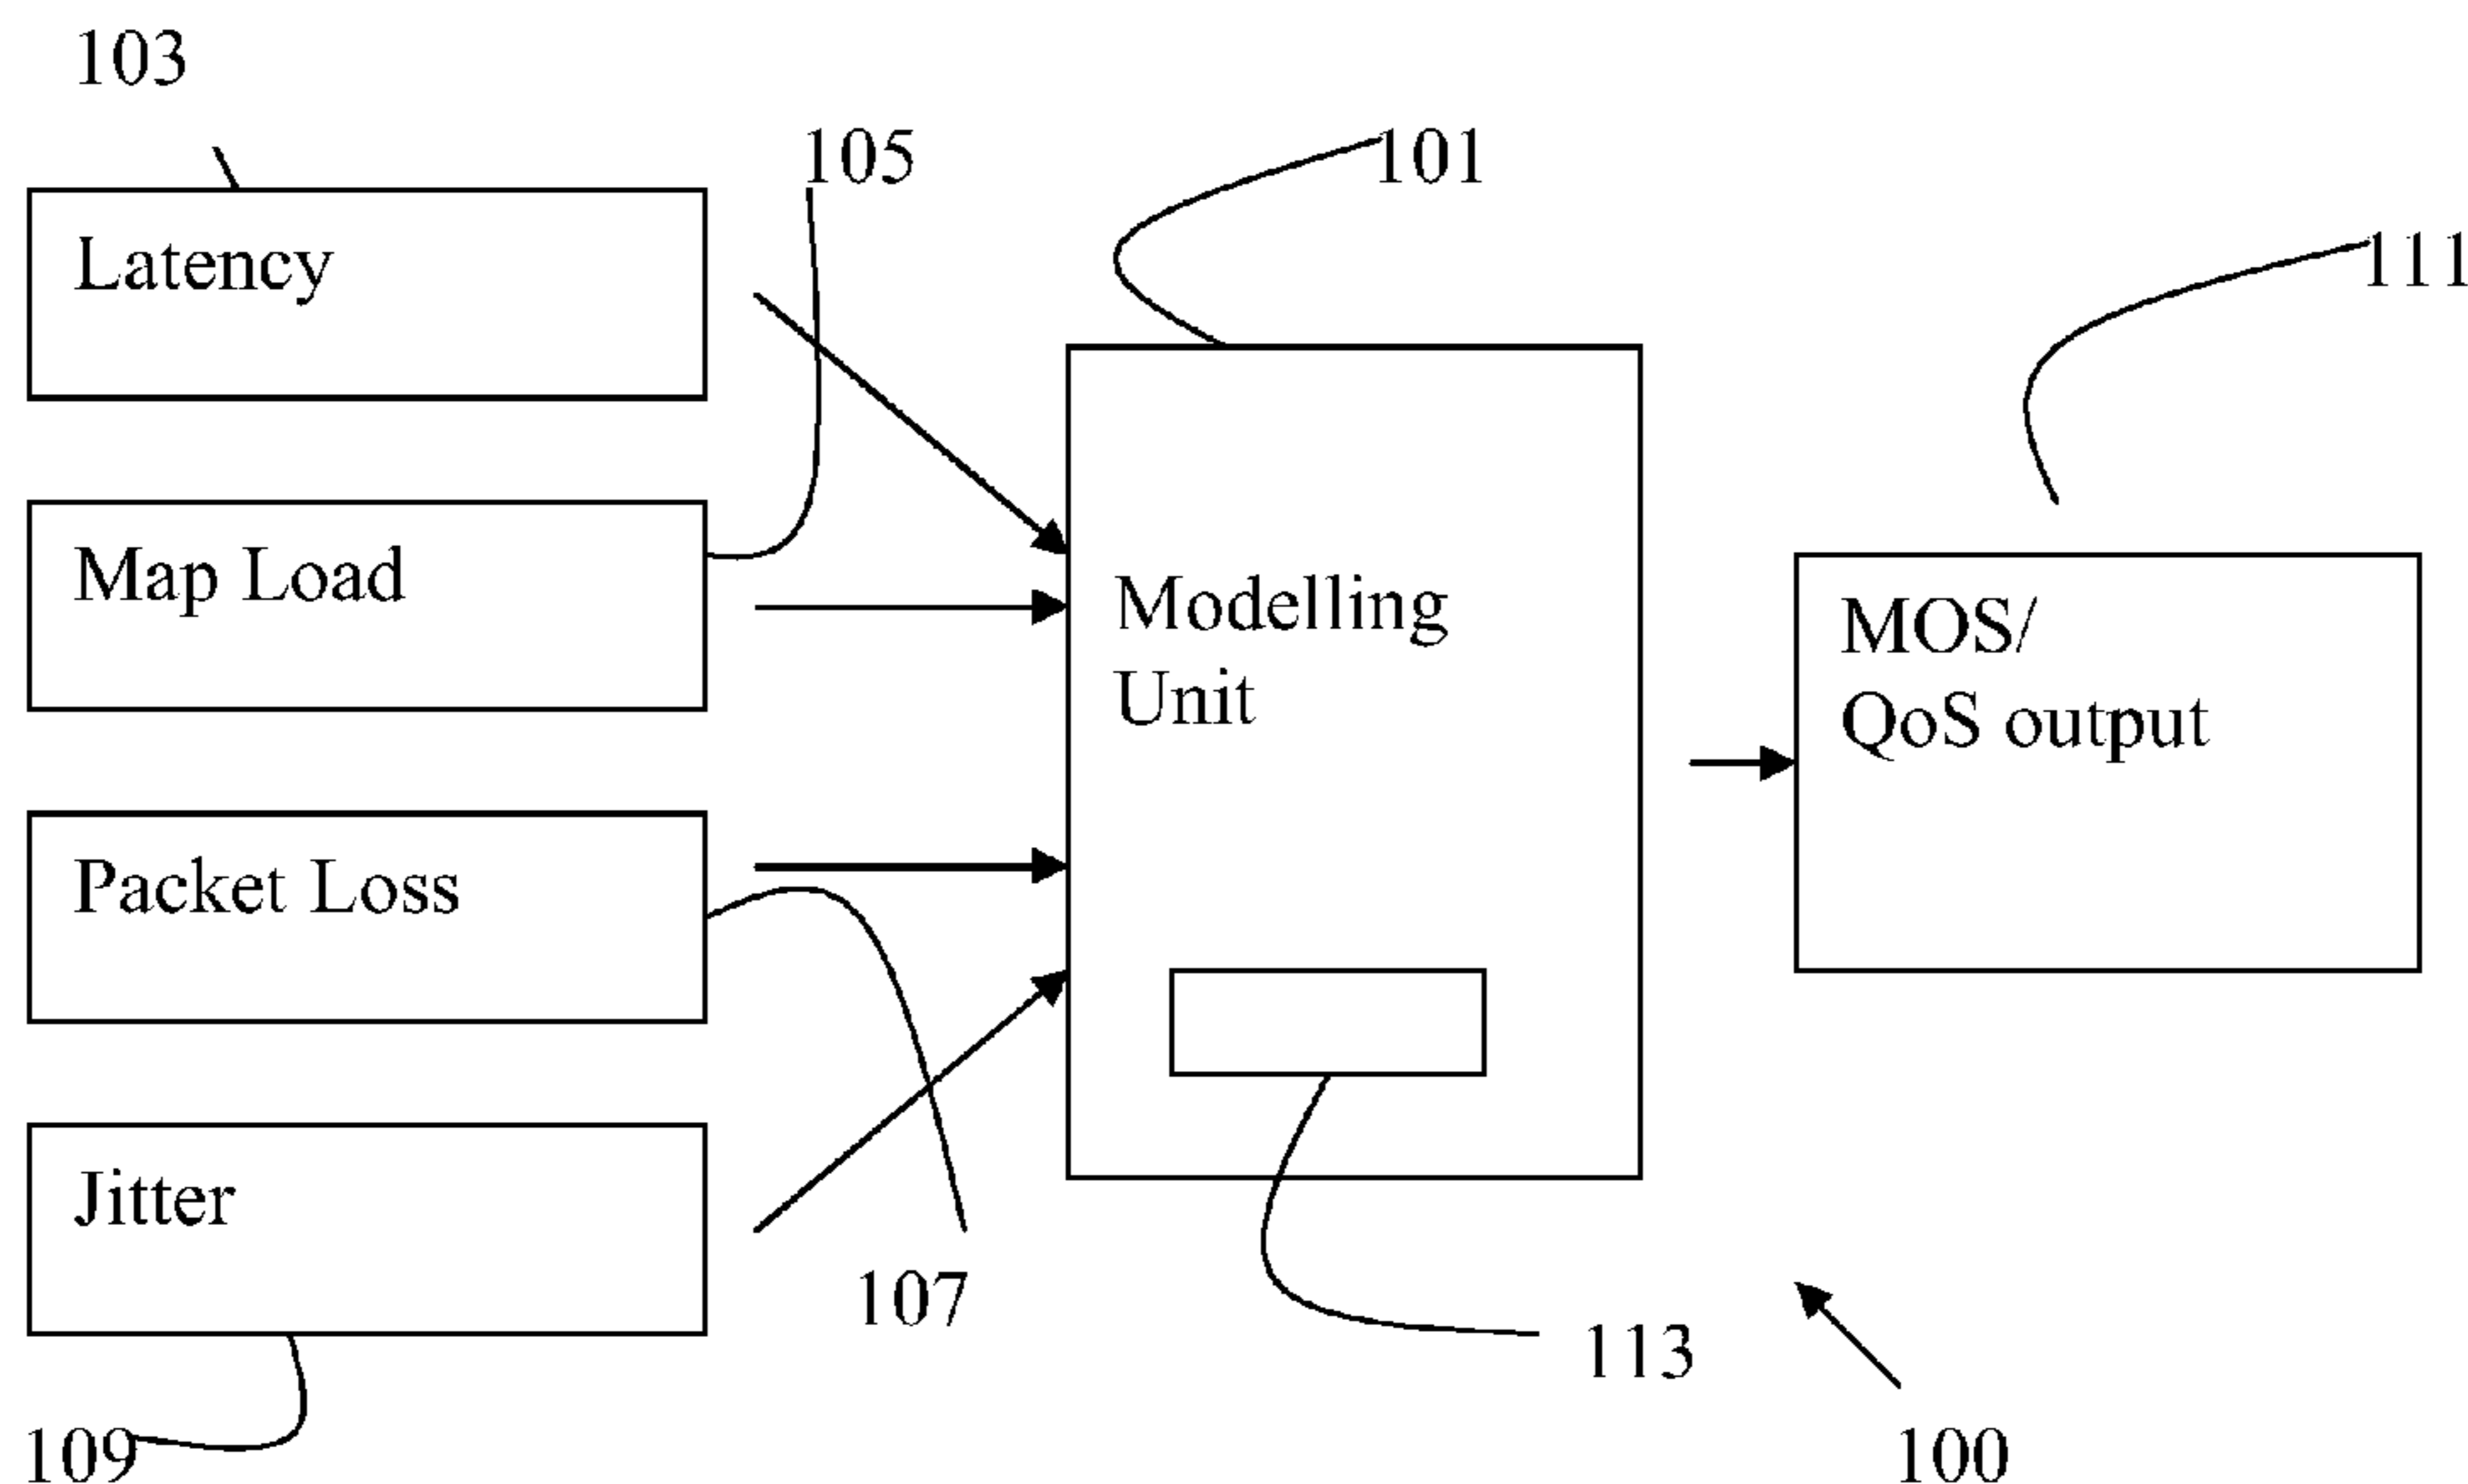 103
105
101
111
Latency
Map Load
Modelling
Unit
MOS/
QoS output
Packet Loss
Jitter
107
113
109
100